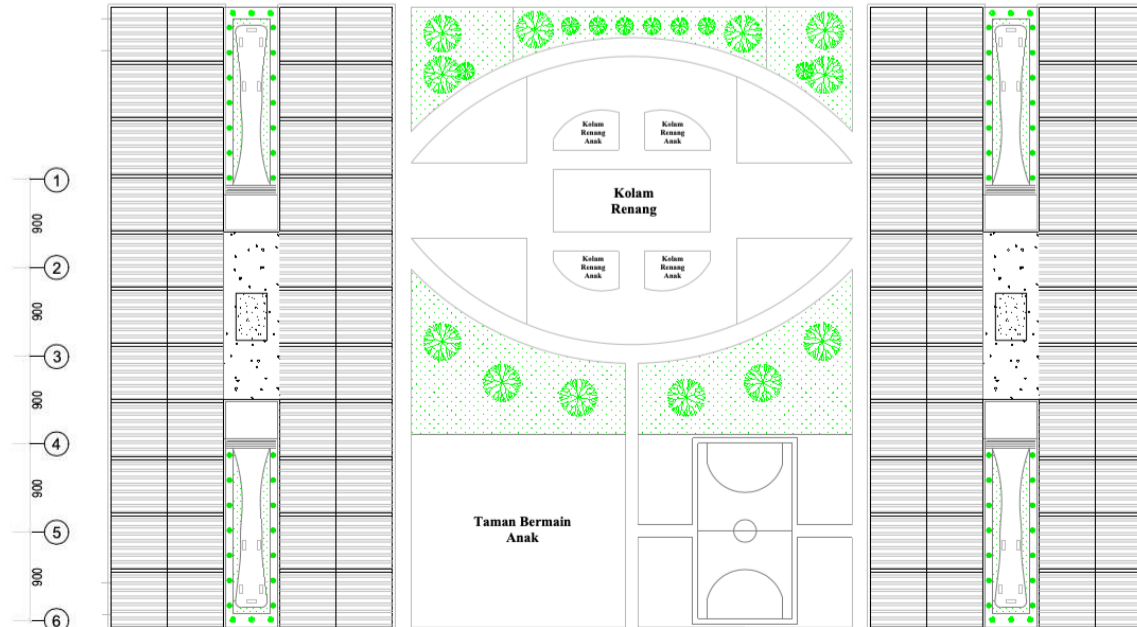 Kolam
Renang
Anak
Kolam
Renang
Anak
Kolam
Renang
Kolam
Renang
Anak
Kolam
Renang
Anak
Taman Bermain
Anak
1
900
2
900
3
900
4
900
5
900
6